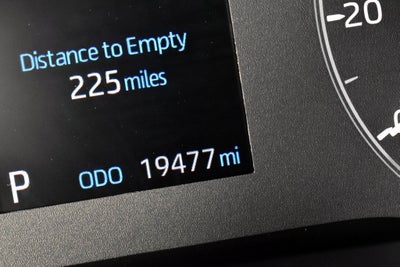 Distance to Empty
225 miles
P
ODO 19477 mi
20